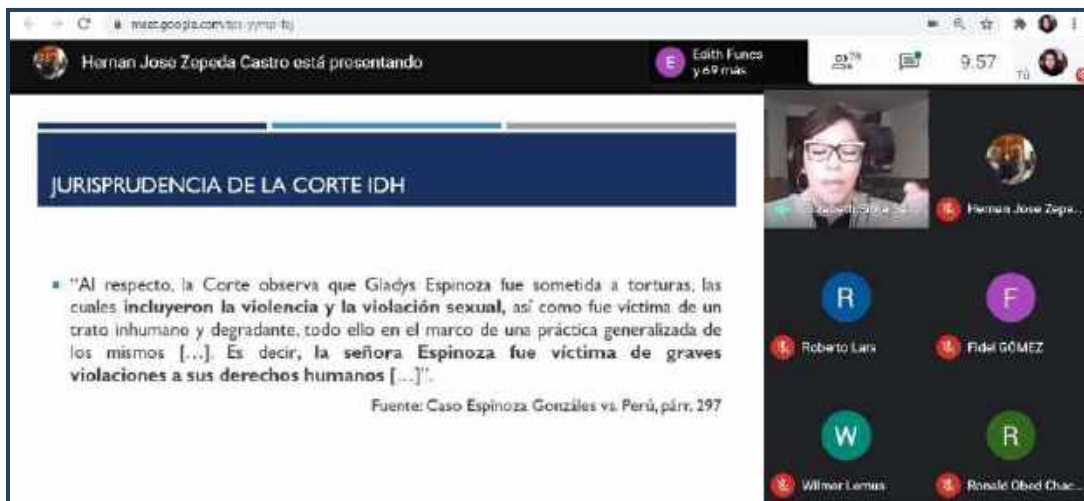 meet.google.com
Hernan Jose Zepeda Castro está presentando
E
Edith Funes
y 69 más
9:57
Tú
JURISPRUDENCIA DE LA CORTE IDH
"Al respecto, la Corte observa que Gladys Espinoza fue sometida a torturas, las
cuales incluyeron la violencia y la violación sexual, así como fue víctima de un
trato inhumano y degradante, todo ello en el marco de una práctica generalizada de
los mismos [...]. Es decir, la señora Espinoza fue víctima de graves
violaciones a sus derechos humanos [...]".
Fuente: Caso Espinoza Gonzáles vs. Perú, párr. 297
Hernan Jose Zepe...
R
Roberto Lara
F
Fidel GOMEZ
W
Wilmer Lemus
R
Ronald Obed Chac...